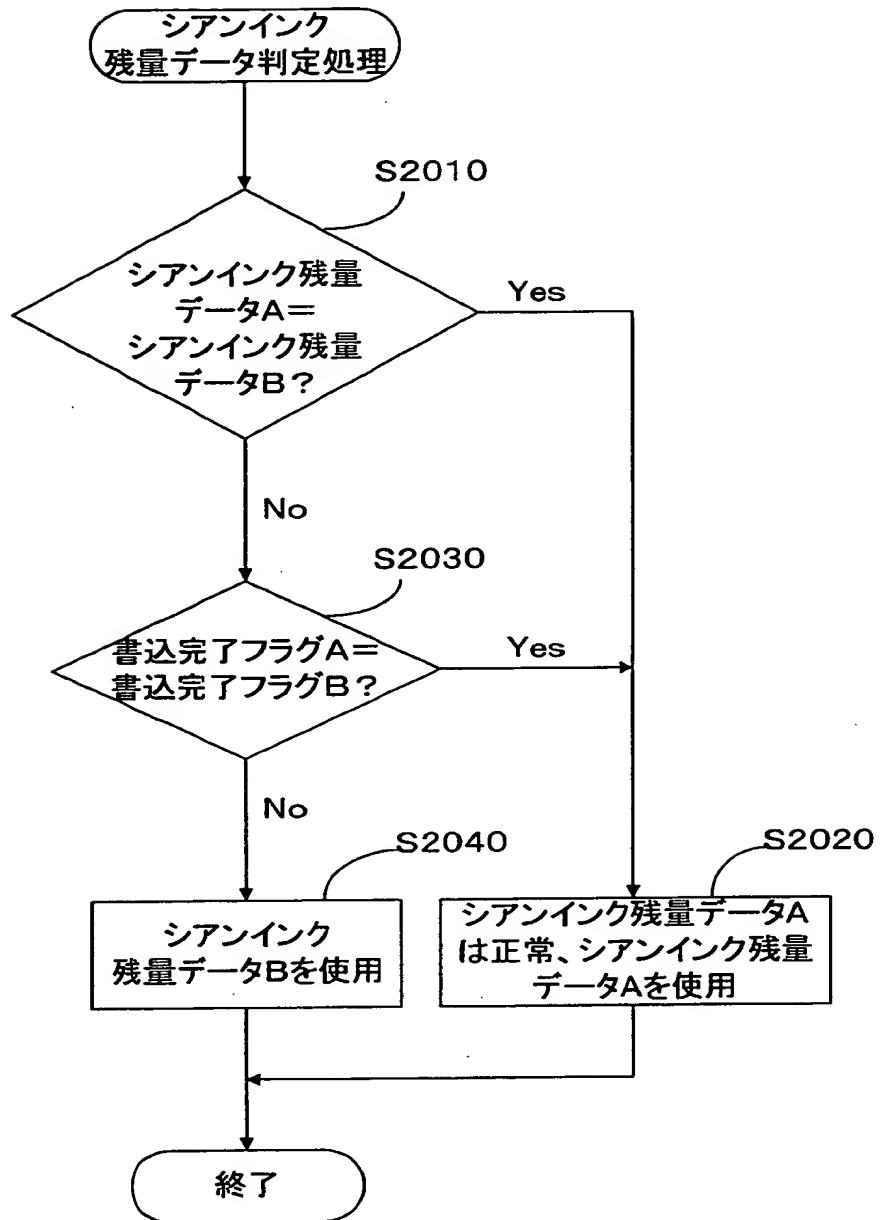 シアンインク
残量データ判定処理
S2010
シアンインク残量
データA＝
シアンインク残量
データB？
Yes
No
S2030
書込完了フラグA＝
書込完了フラグB？
Yes
No
S2040
シアンインク
残量データBを使用
S2020
シアンインク残量データA
は正常、シアンインク残量
データAを使用
終了